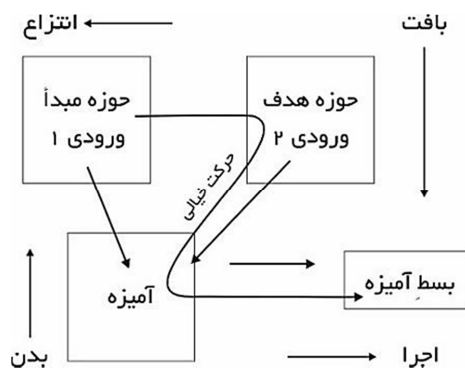 بافت
انتزاع
حوزه هدف
ورودی ۲
حوزه مبدأ
ورودی ۱
حرکت خیالی
آمیزه
بسطِ آمیزه
بدن
اجرا